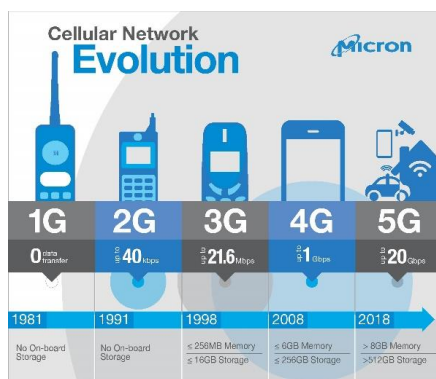 Cellular Network
Evolution
Micron
1G 2G 3G 4G 5G
0 data transfer up to 40 kbps up to 21.6 Mbps up to 1 Gbps up to 20 Gbps
1981 1991 1998 2008 2018
No On-board No On-board ≤ 256MB Memory ≤ 6GB Memory > 8GB Memory
Storage Storage ≤ 16GB Storage ≤ 256GB Storage >512GB Storage